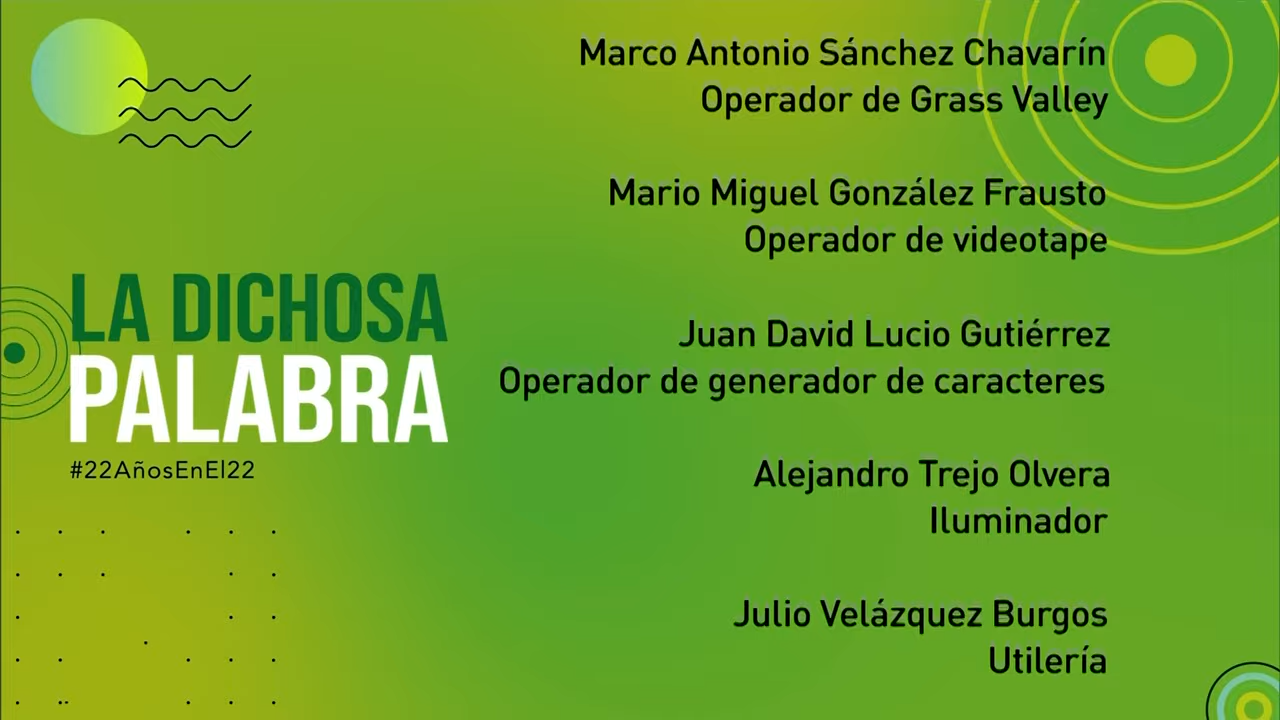 LA DICHOSA
PALABRA
#22AñosEnEl22
Marco Antonio Sánchez Chavarín
Operador de Grass Valley
Mario Miguel González Frausto
Operador de videotape
Juan David Lucio Gutiérrez
Operador de generador de caracteres
Alejandro Trejo Olvera
Iluminador
Julio Velázquez Burgos
Utilería